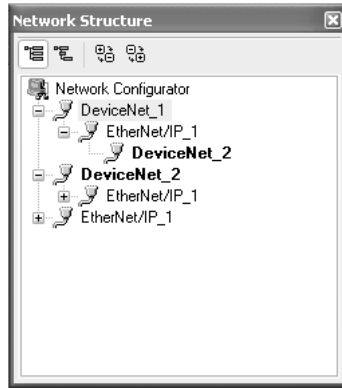 Network Structure
Network Configurator
DeviceNet_1
EtherNet/IP_1
DeviceNet_2
DeviceNet_2
EtherNet/IP_1
EtherNet/IP_1